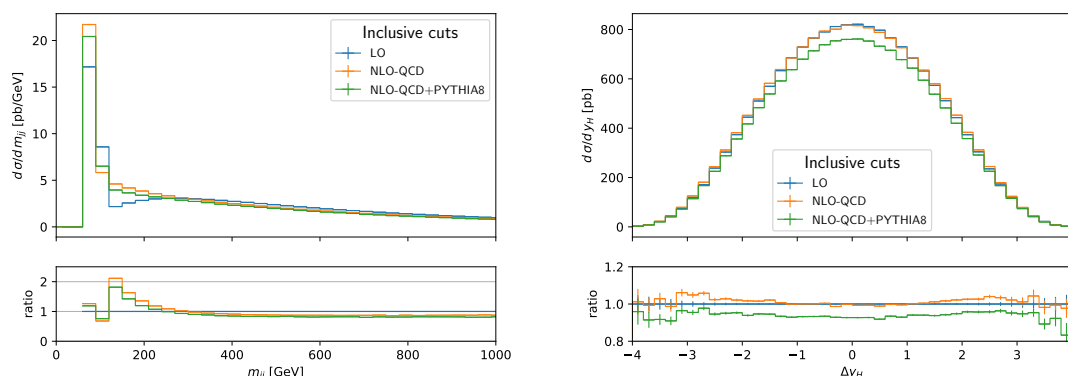 20
15
10
5
0
dσ/d m_jj [pb/GeV]
Inclusive cuts
LO
NLO-QCD
NLO-QCD+PYTHIA8
2
1
0
ratio
0
200
400
600
800
1000
m_jj [GeV]
800
600
400
200
0
dσ/dy_H [pb]
Inclusive cuts
LO
NLO-QCD
NLO-QCD+PYTHIA8
1.2
1.0
0.8
ratio
−4
−3
−2
−1
0
1
2
3
Δy_H